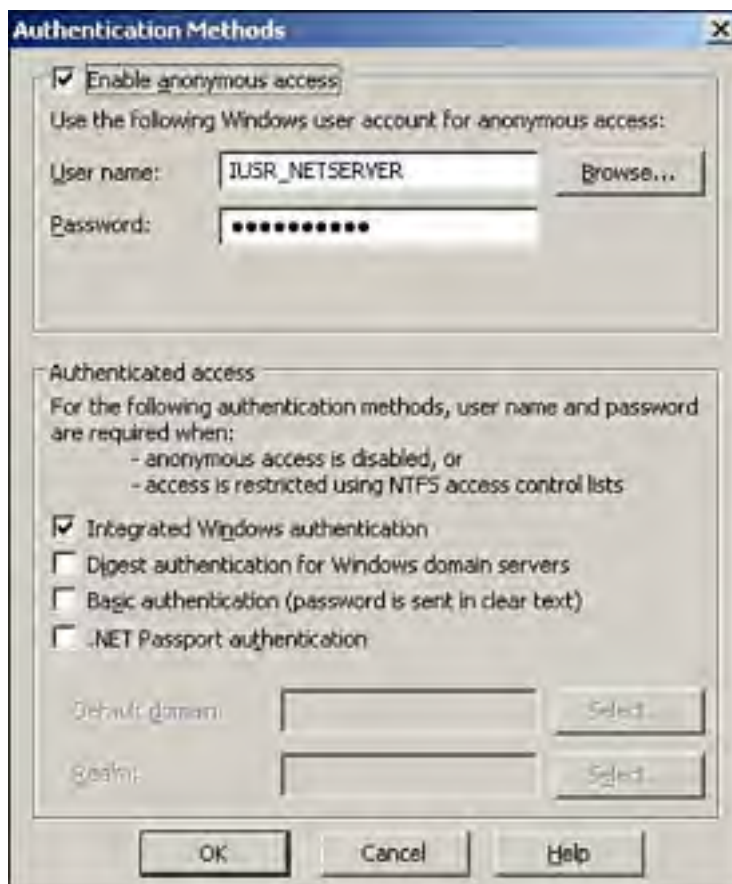 Authentication Methods
Enable anonymous access
Use the following Windows user account for anonymous access:
User name: IUSR_NETSERVER Browse...
Password: ••••••••••
Authenticated access
For the following authentication methods, user name and password
are required when:
- anonymous access is disabled, or
- access is restricted using NTFS access control lists
Integrated Windows authentication
Digest authentication for Windows domain servers
Basic authentication (password is sent in clear text)
.NET Passport authentication
Default domain: Select...
Realm: Select...
OK Cancel Help